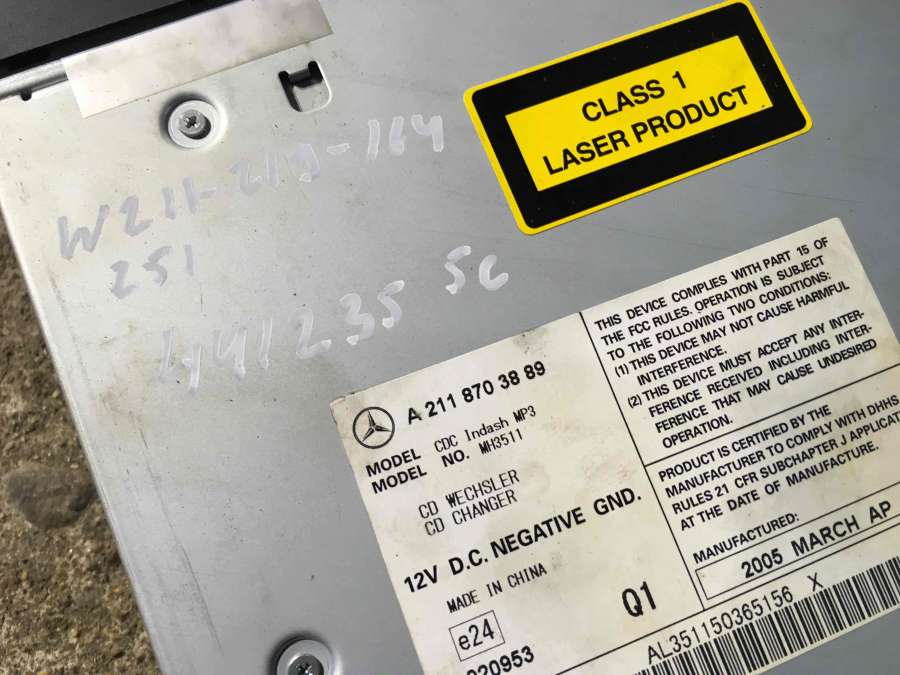 CLASS 1
LASER PRODUCT
W211-219-164
251
441235 5c
A 211 870 38 89
MODEL CDC Indash MP3
MODEL NO. MH3511
CD WECHSLER
CD CHANGER
12V D.C. NEGATIVE GND.
MADE IN CHINA
e24
020953
Q1
THIS DEVICE COMPLIES WITH PART 15 OF
THE FCC RULES. OPERATION IS SUBJECT
TO THE FOLLOWING TWO CONDITIONS:
(1) THIS DEVICE MAY NOT CAUSE HARMFUL
INTERFERENCE.
(2) THIS DEVICE MUST ACCEPT ANY INTER-
FERENCE RECEIVED INCLUDING INTER-
FERENCE THAT MAY CAUSE UNDESIRED
OPERATION.
PRODUCT IS CERTIFIED BY THE
MANUFACTURER TO COMPLY WITH DHHS
RULES 21 CFR SUBCHAPTER J APPLICAT
AT THE DATE OF MANUFACTURE.
MANUFACTURED:
2005 MARCH AP
AL351150365156 X